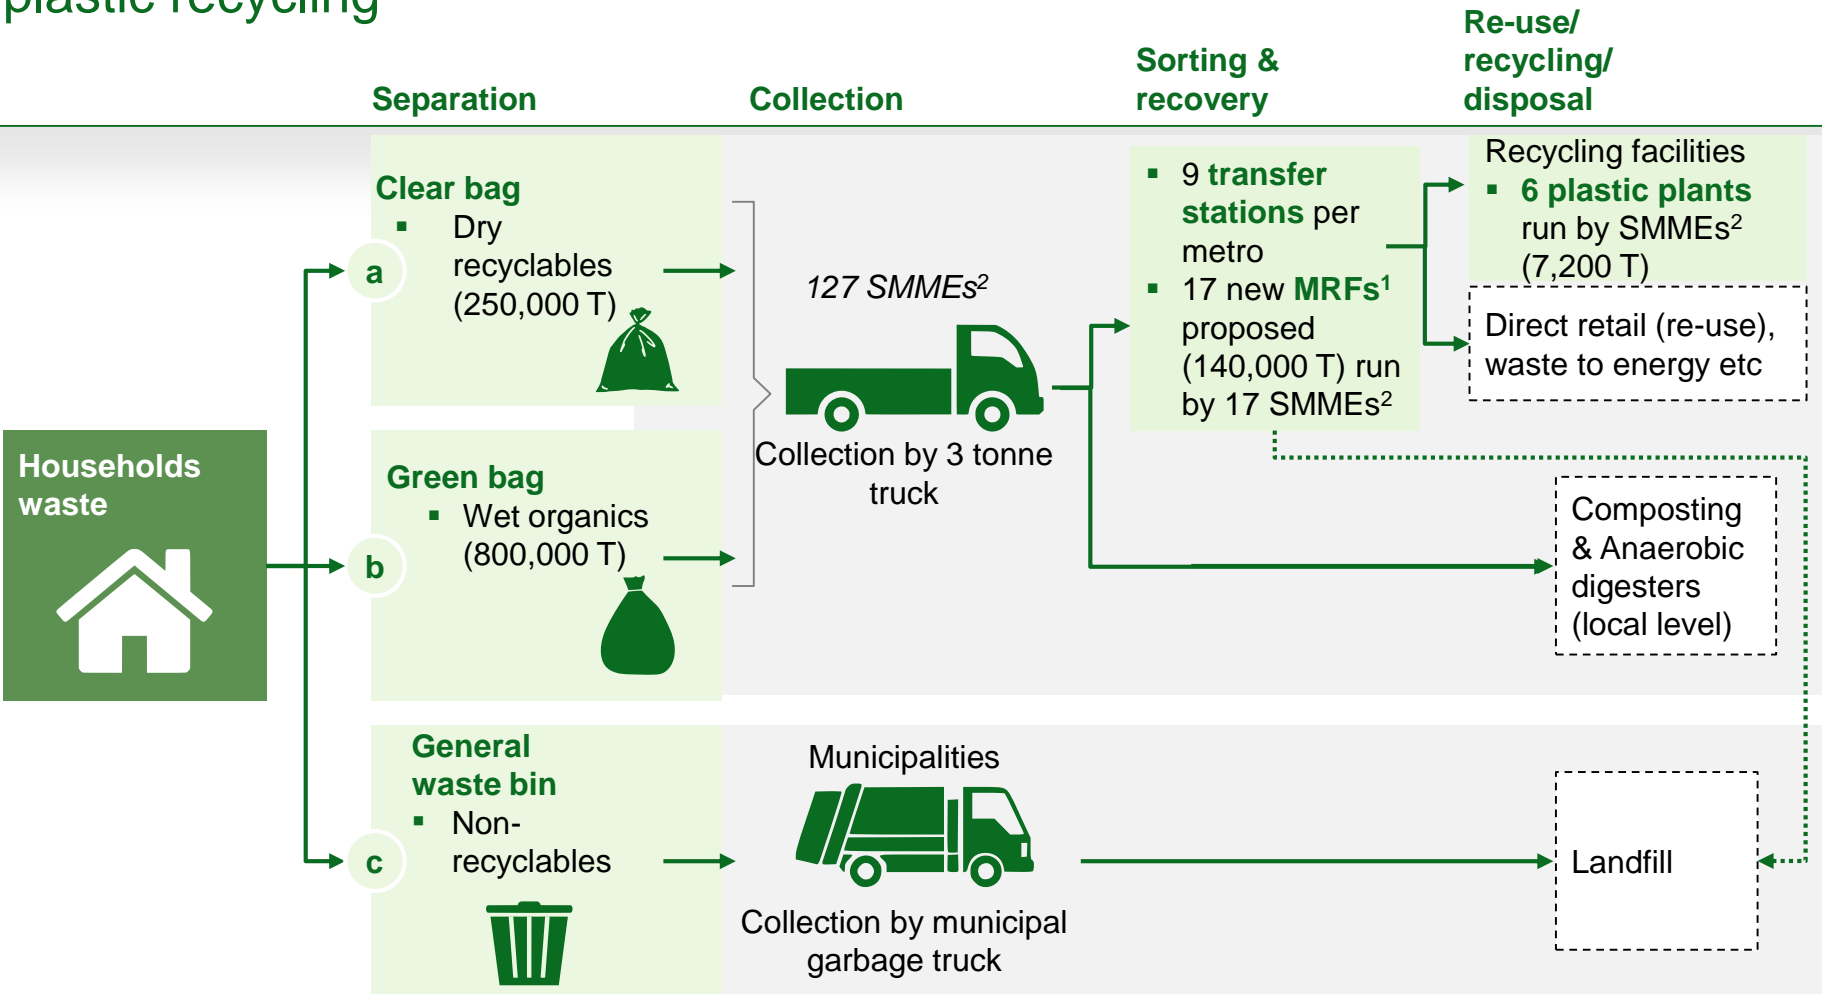 plastic recycling
Separation
Collection
Sorting &
recovery
Re-use/
recycling/
disposal
Households
waste
a
Clear bag
▪ Dry
recyclables
(250,000 T)
b
Green bag
▪ Wet organics
(800,000 T)
c
General
waste bin
▪ Non-
recyclables
127 SMMEs²
Collection by 3 tonne
truck
Municipalities
Collection by municipal
garbage truck
▪ 9 transfer
stations per
metro
▪ 17 new MRFs¹
proposed
(140,000 T) run
by 17 SMMEs²
Recycling facilities
▪ 6 plastic plants
run by SMMEs²
(7,200 T)
Direct retail (re-use),
waste to energy etc
Composting
& Anaerobic
digesters
(local level)
Landfill